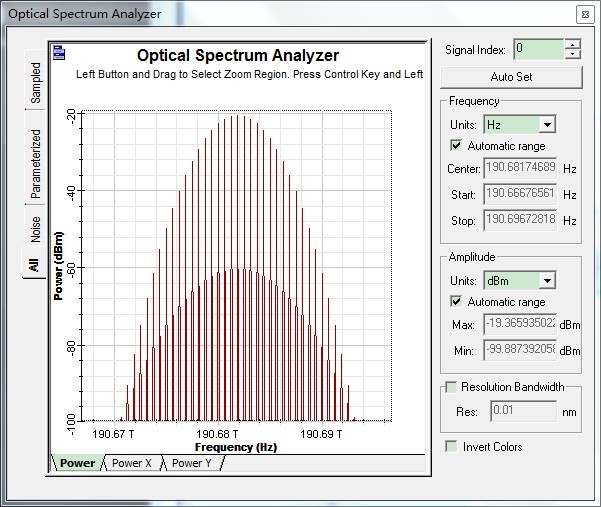 Optical Spectrum Analyzer
Sampled
Parameterized
Noise
All
Optical Spectrum Analyzer
Left Button and Drag to Select Zoom Region. Press Control Key and Left
Power (dBm)
-20
-40
-60
-80
-100
190.67 T 190.68 T 190.69 T
Frequency (Hz)
Power Power X Power Y
Signal Index: 0
Auto Set
Frequency
Units: Hz
Automatic range
Center: 190.68174689 Hz
Start: 190.66676561 Hz
Stop: 190.69672818 Hz
Amplitude
Units: dBm
Automatic range
Max: -19.36593502 dBm
Min: -99.88739205 dBm
Resolution Bandwidth
Res: 0.01 nm
Invert Colors